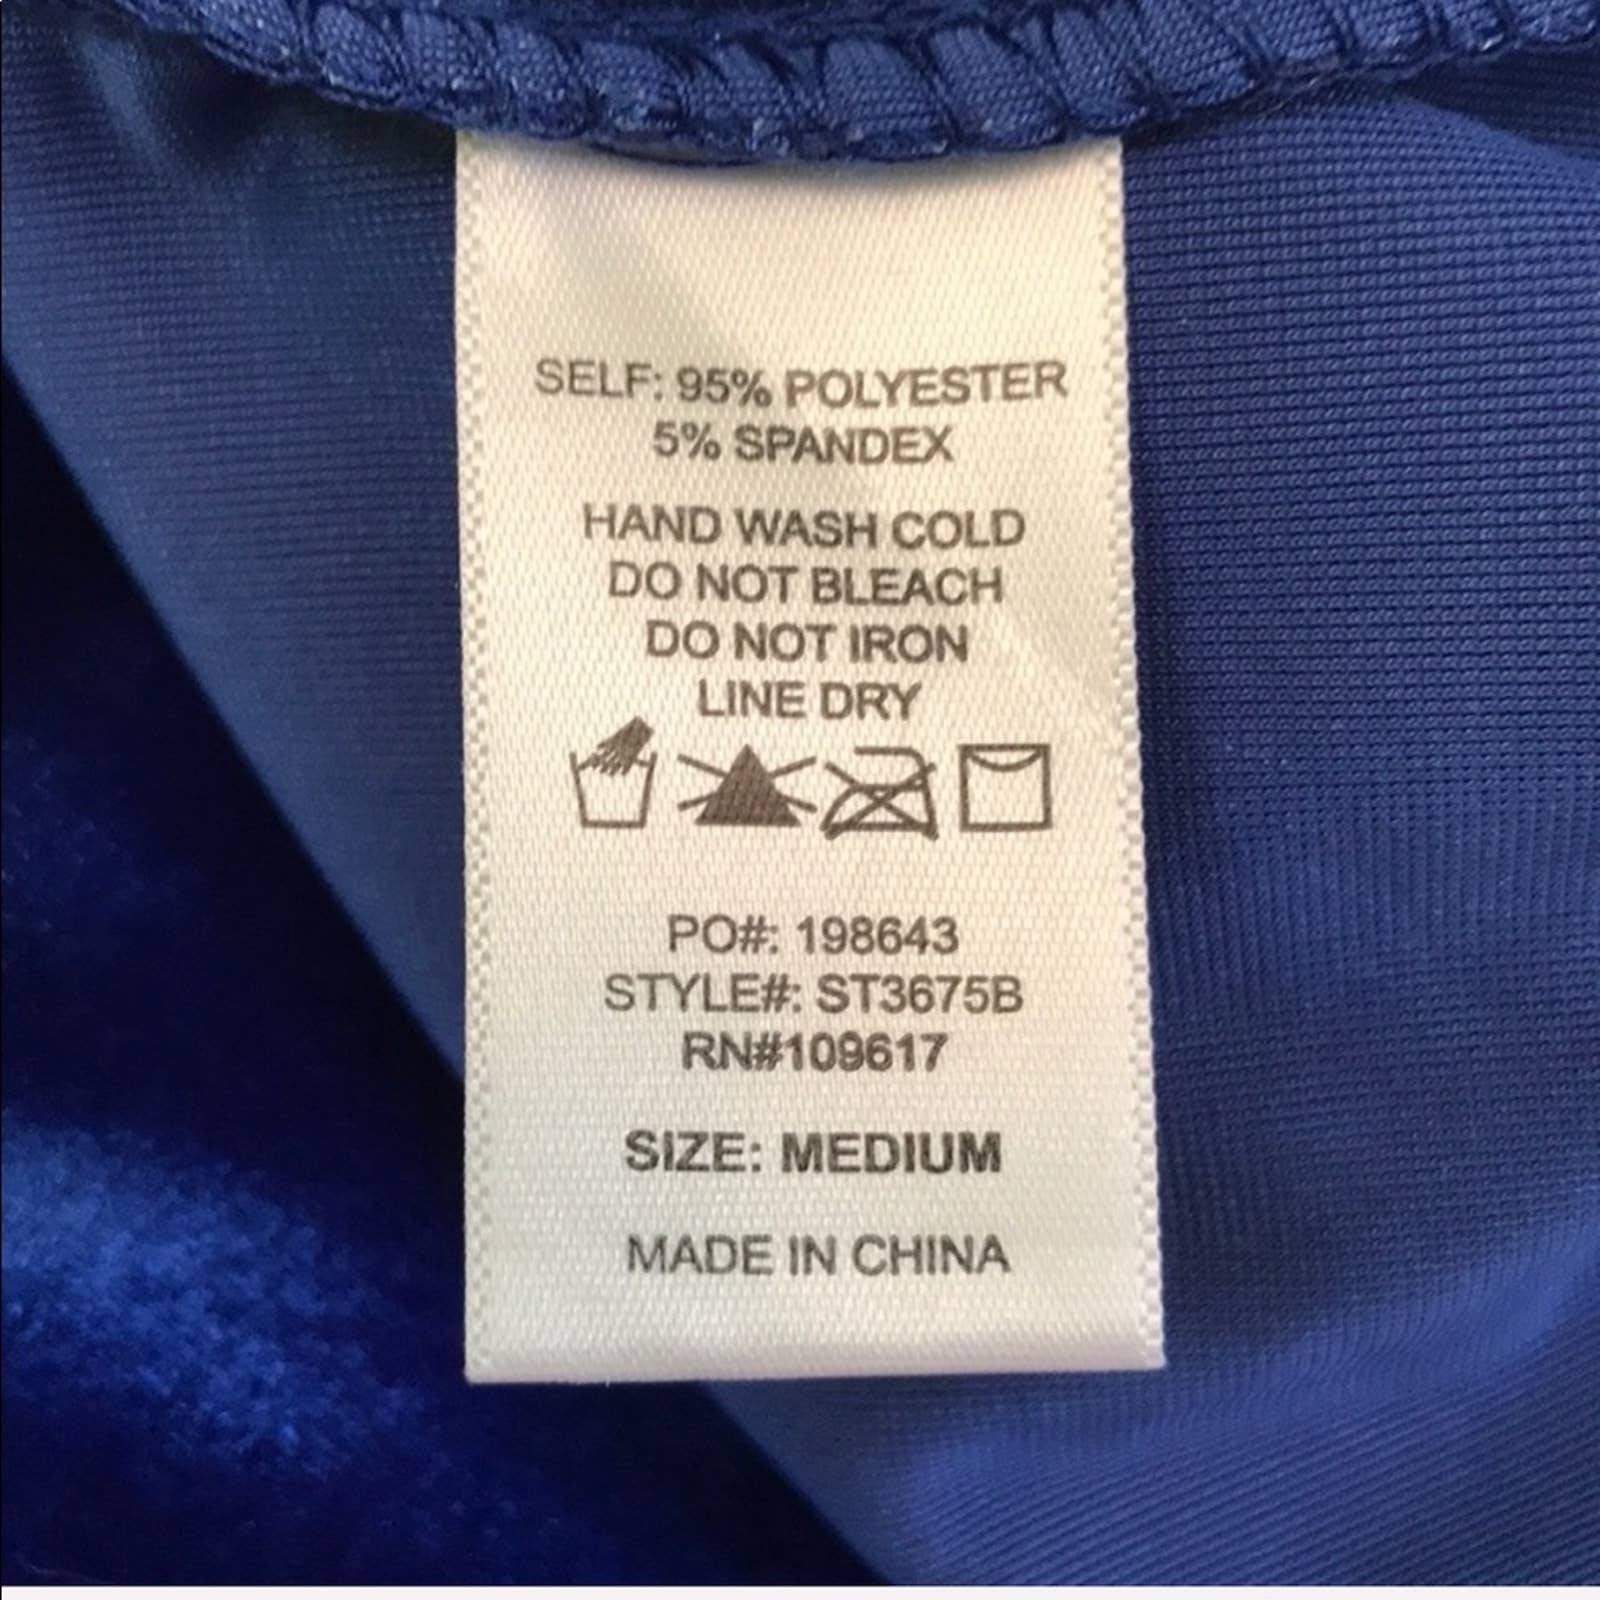 SELF: 95% POLYESTER
5% SPANDEX
HAND WASH COLD
DO NOT BLEACH
DO NOT IRON
LINE DRY
PO#: 198643
STYLE#: ST3675B
RN#109617
SIZE: MEDIUM
MADE IN CHINA